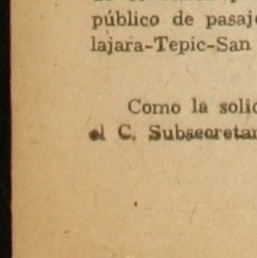 público de pasaj
lajara-Tepic-San
Como la solic
el C. Subsecretar